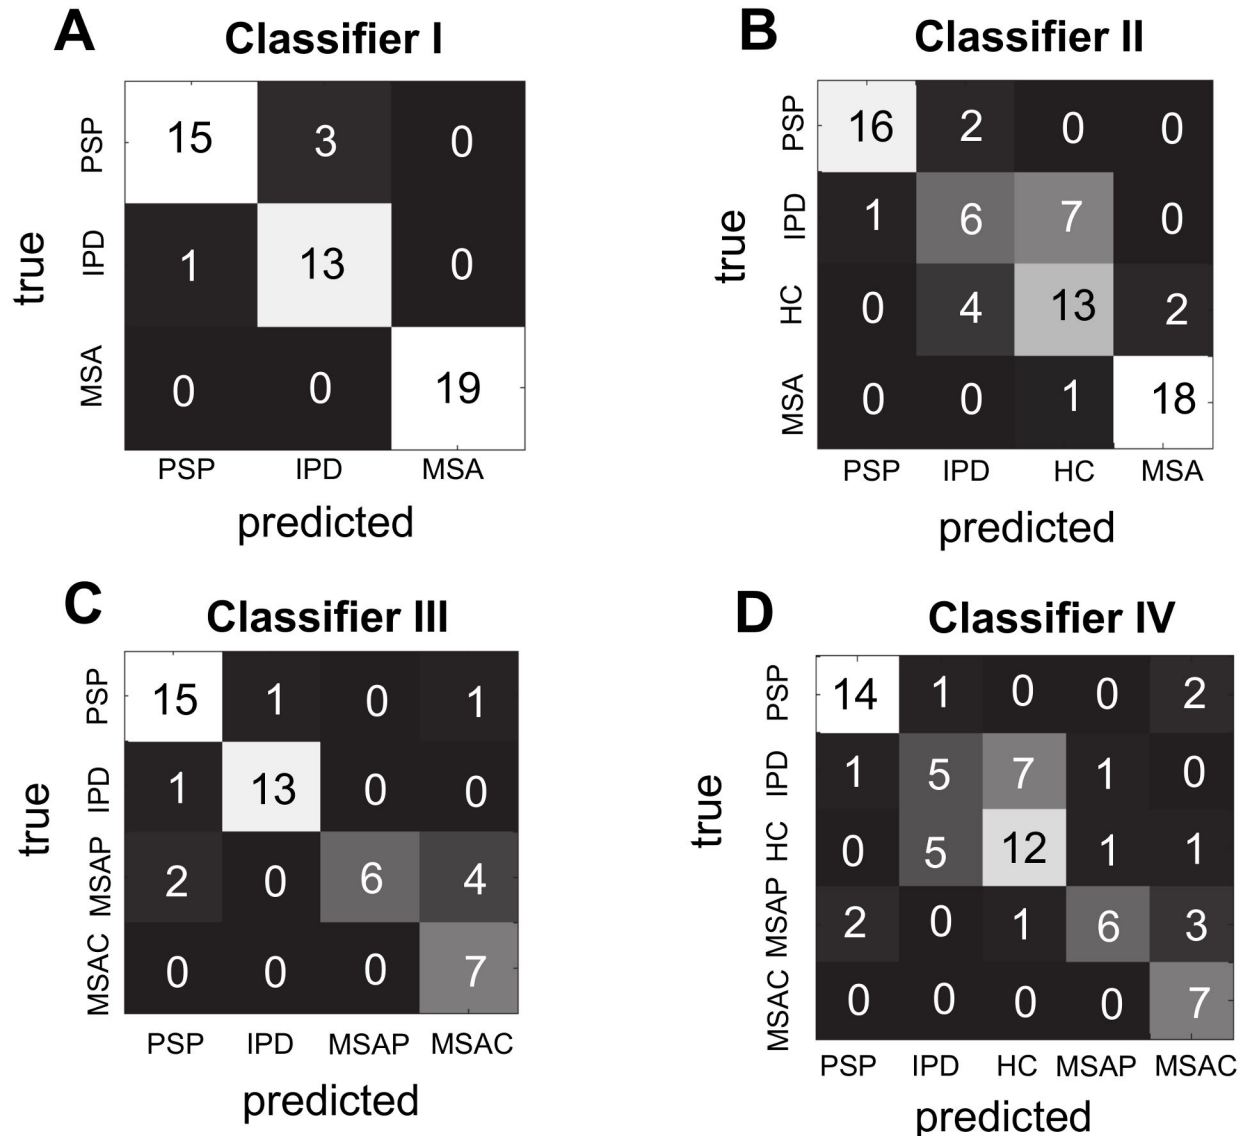 A Classifier I
true
PSP 15 3 0
IPD 1 13 0
MSA 0 0 19
PSP IPD MSA
predicted
B Classifier II
true
PSP 16 2 0 0
IPD 1 6 7 0
HC 0 4 13 2
MSA 0 0 1 18
PSP IPD HC MSA
predicted
C Classifier III
true
PSP 15 1 0 1
IPD 1 13 0 0
MSAP 2 0 6 4
MSAC 0 0 0 7
PSP IPD MSAP MSAC
predicted
D Classifier IV
true
PSP 14 1 0 0 2
IPD 1 5 7 1 0
HC 0 5 12 1 1
MSAP 2 0 1 6 3
MSAC 0 0 0 0 7
PSP IPD HC MSAP MSAC
predicted